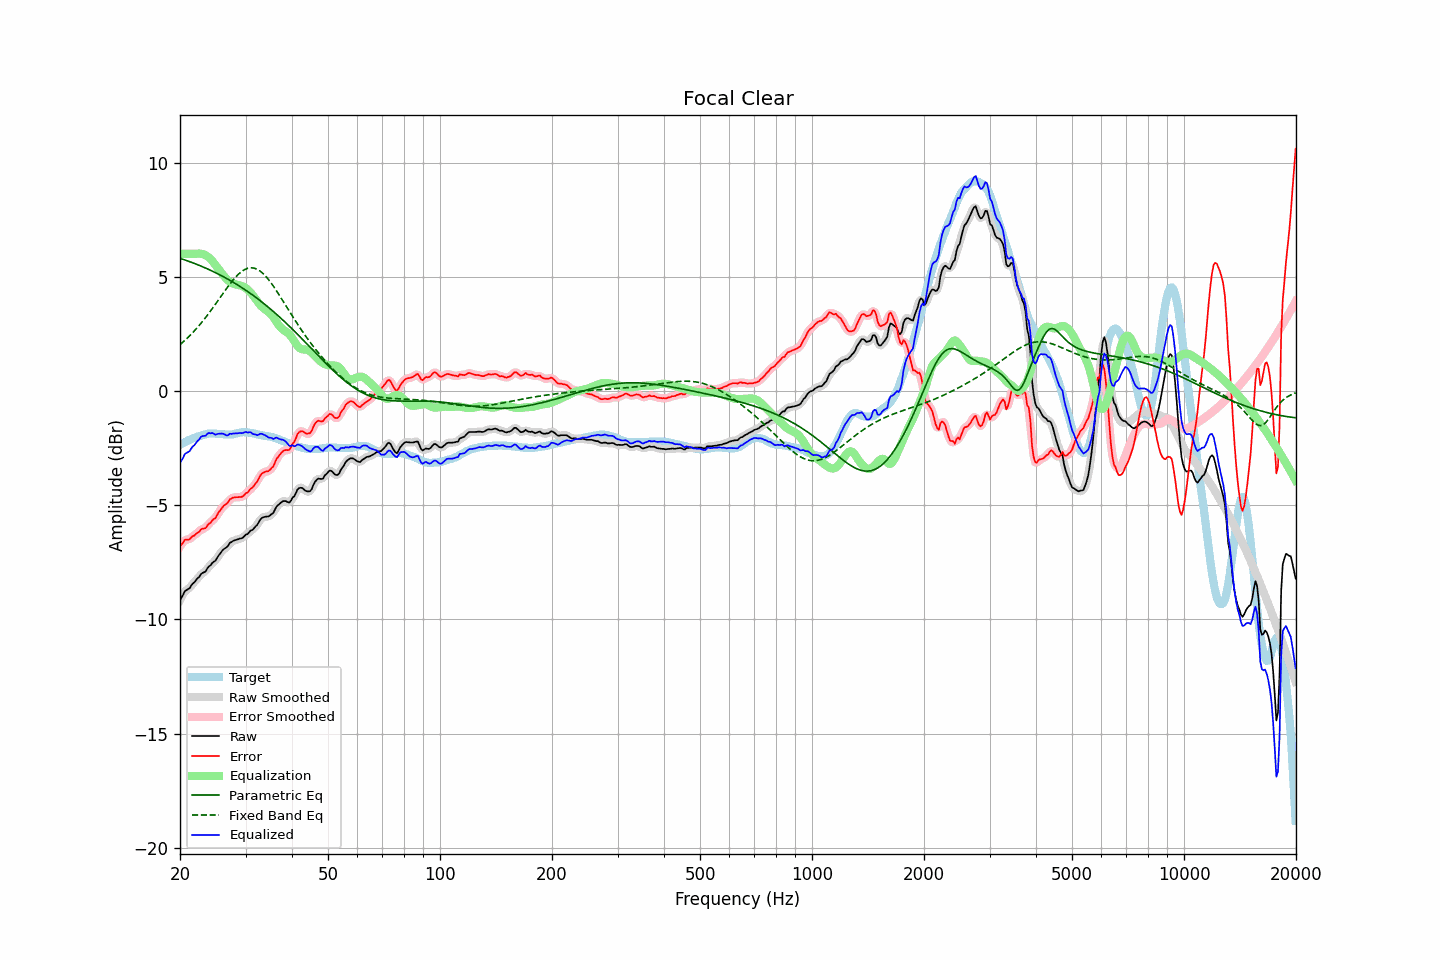 Focal Clear
Amplitude (dBr)
10
5
0
−5
−10
−15
−20
Target
Raw Smoothed
Error Smoothed
Raw
Error
Equalization
Parametric Eq
Fixed Band Eq
Equalized
20 50 100 200 500 1000 2000 5000 10000 20000
Frequency (Hz)